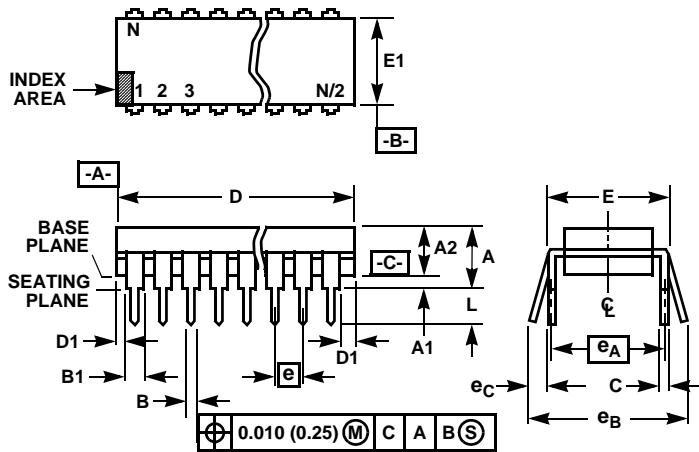 N
E1
INDEX
AREA
1 2 3 N/2
-B-
-A-
D
E
BASE
PLANE
A2
A
-C-
SEATING
PLANE
L
C
L
D1
e
D1
A1
eA
B1
eC
C
B
eB
0.010 (0.25) M C A B S